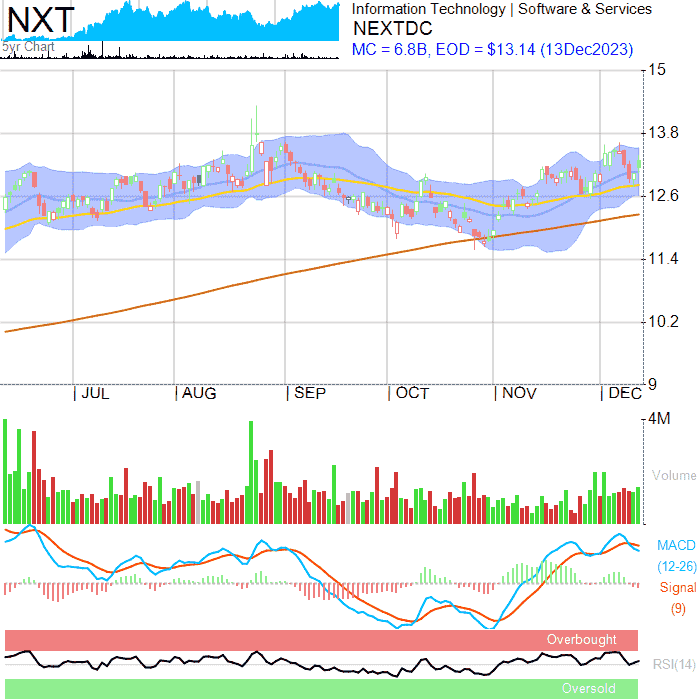 NXT
5yr Chart
Information Technology | Software & Services
NEXTDC
MC = 6.8B, EOD = $13.14 (13Dec2023)
15
13.8
12.6
11.4
10.2
9
| JUL | AUG | SEP | OCT | NOV | DEC
4M
Volume
MACD
(12-26)
Signal
(9)
Overbought
RSI(14)
Oversold